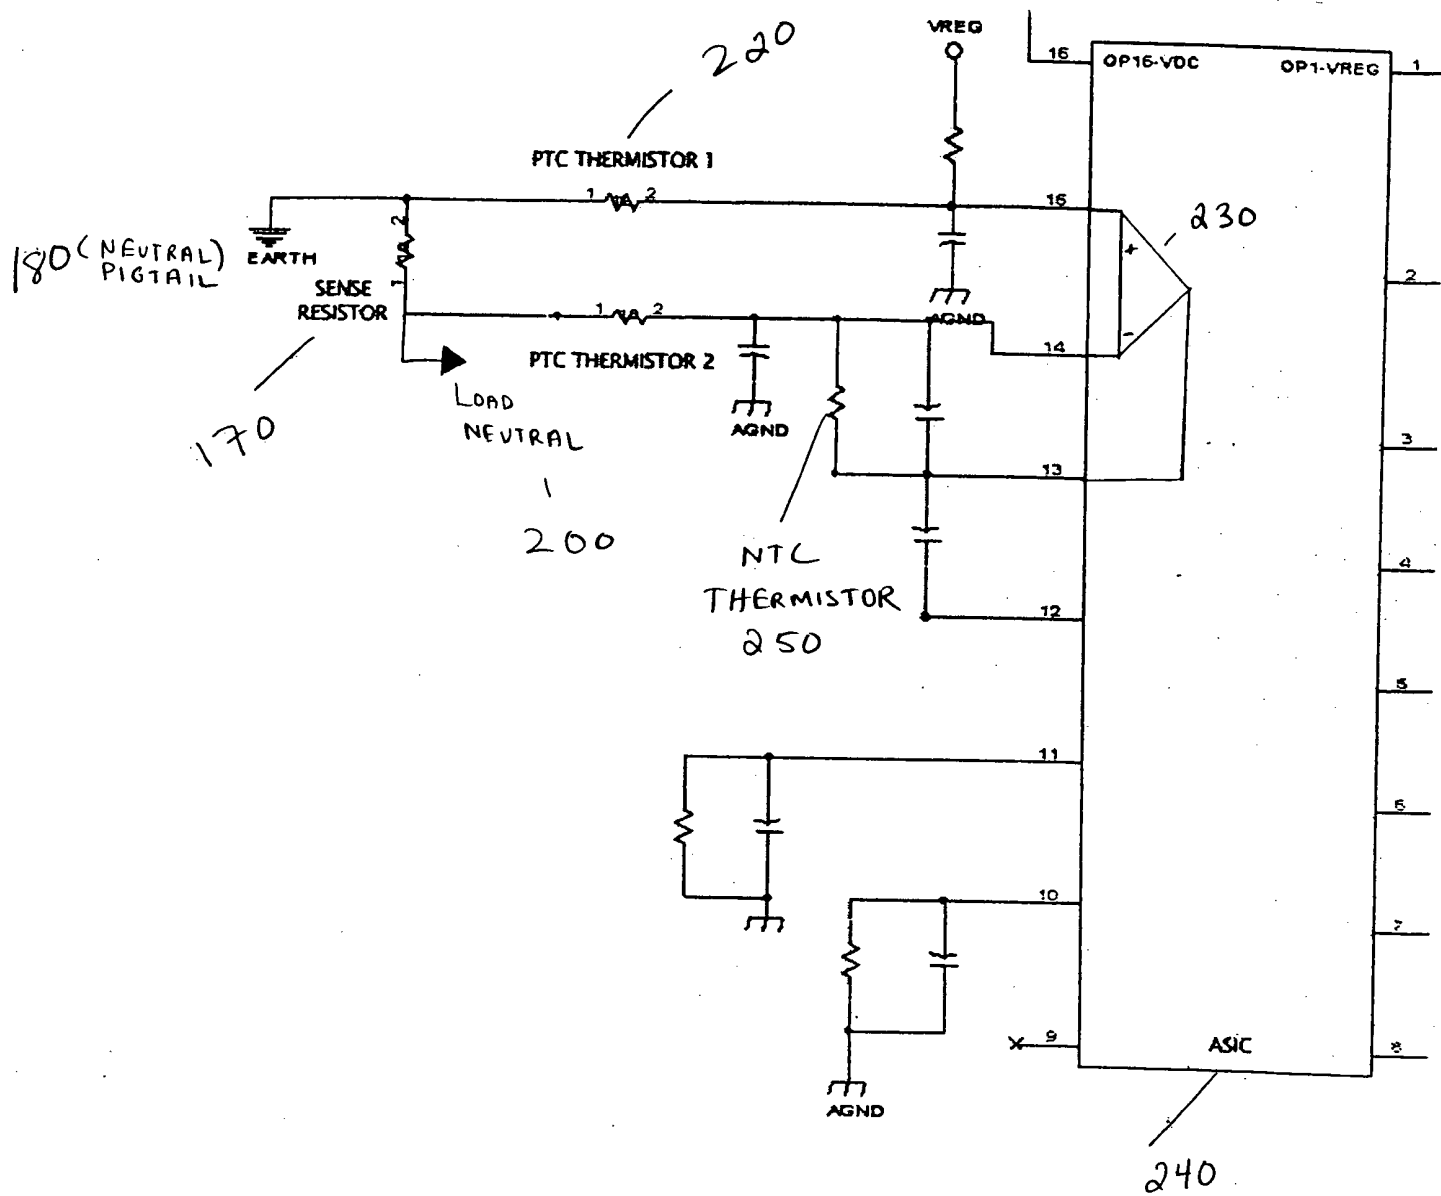 220
VREG
16
OP16-VDC
OP1-VREG
1
PTC THERMISTOR 1
1
2
15
230
+
2
180 (NEUTRAL)
PIGTAIL
EARTH
2
1
SENSE
RESISTOR
1
2
AGND
14
-
PTC THERMISTOR 2
170
LOAD
NEUTRAL
200
AGND
3
13
NTC
THERMISTOR
250
4
12
5
11
6
10
7
9
ASIC
8
AGND
240